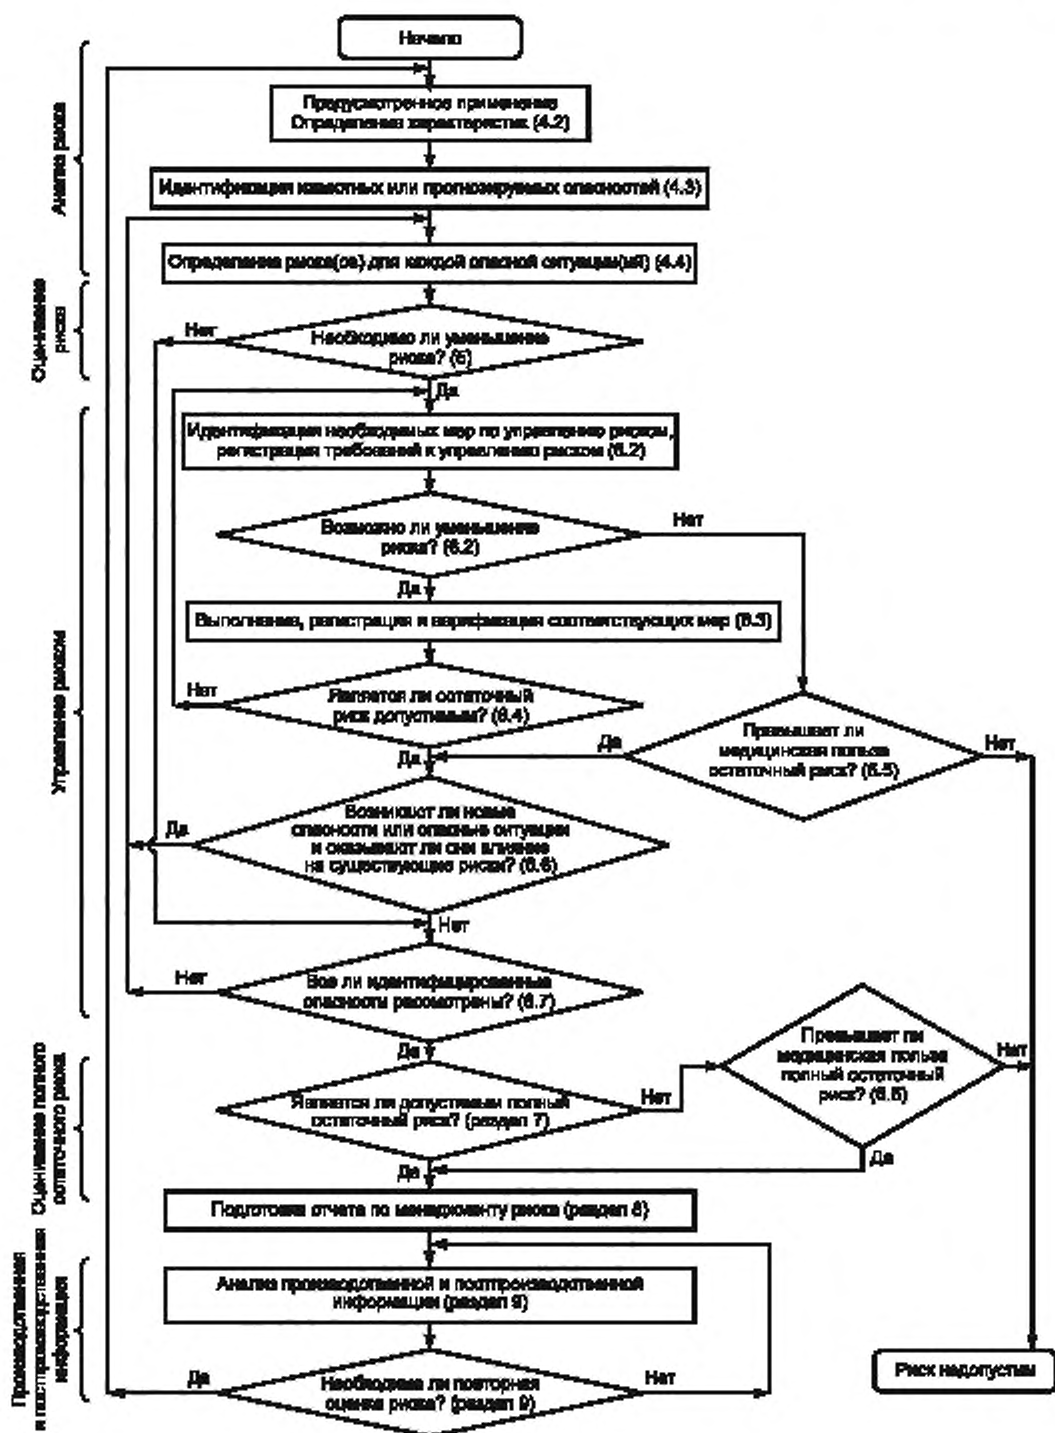 Начало
Предусмотренное применение
Определение характеристик (4.2)
Идентификация известных или прогнозируемых опасностей (4.3)
Определение риска(ов) для каждой опасной ситуации(ий) (4.4)
Анализ риска
Необходимо ли уменьшение
риска? (5)
Нет
Да
Оценивание
риска
Идентификация необходимых мер по управлению риском,
регистрация требований к управлению риском (6.2)
Возможно ли уменьшение
риска? (6.2)
Нет
Да
Выполнение, регистрация и верификация соответствующих мер (6.3)
Является ли остаточный
риск допустимым? (6.4)
Нет
Да
Превышает ли
медицинская польза
остаточный риск? (6.5)
Да
Нет
Возникают ли новые
опасности или опасные ситуации
и оказывают ли они влияние
на существующие риски? (6.6)
Да
Нет
Все ли идентифицированные
опасности рассмотрены? (6.7)
Нет
Да
Управление риском
Является ли допустимым полный
остаточный риск? (раздел 7)
Нет
Да
Превышает ли
медицинская польза
полный остаточный
риск? (6.5)
Нет
Да
Оценивание полного
остаточного риска
Подготовка отчета по менеджменту риска (раздел 8)
Анализ производственной и постпроизводственной
информации (раздел 9)
Необходима ли повторная
оценка риска? (раздел 9)
Да
Нет
Производственная
и постпроизводственная
информация
Риск недопустим